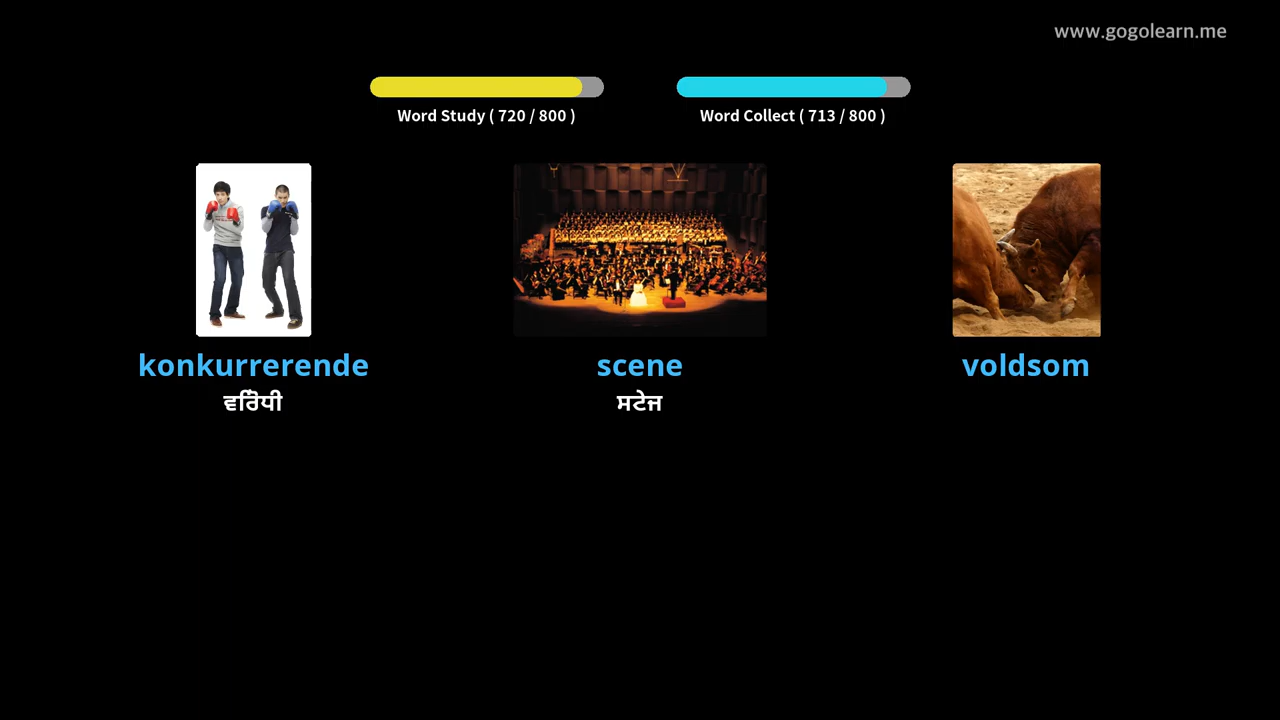 www.gogolearn.me
Word Study ( 720 / 800 )
Word Collect ( 713 / 800 )
konkurrerende
scene
voldsom
ਵਿਰੋਧੀ
ਸਟੇਜ